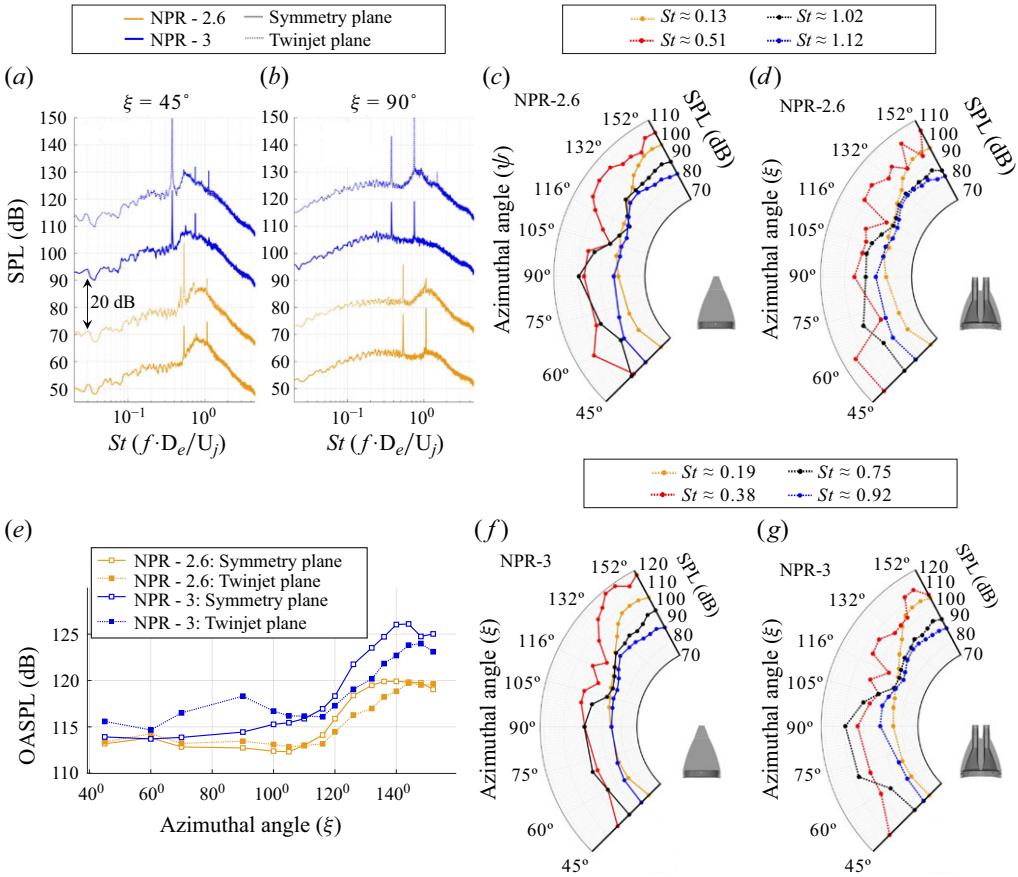 NPR - 2.6
Symmetry plane
NPR - 3
Twinjet plane
St ≈ 0.13
St ≈ 1.02
St ≈ 0.51
St ≈ 1.12
(a)
ξ = 45°
150
140
130
120
110
100
90
80
70
60
50
SPL (dB)
20 dB
10⁻¹
10⁰
St (f·Dₑ/Uⱼ)
(b)
ξ = 90°
10⁻¹
10⁰
St (f·Dₑ/Uⱼ)
(c)
NPR-2.6
152°
132°
116°
105°
90°
75°
60°
45°
110
100
90
80
70
SPL (dB)
Azimuthal angle (ψ)
(d)
NPR-2.6
152°
132°
116°
105°
90°
75°
60°
45°
110
100
90
80
70
SPL (dB)
Azimuthal angle (ξ)
St ≈ 0.19
St ≈ 0.75
St ≈ 0.38
St ≈ 0.92
(e)
NPR - 2.6: Symmetry plane
NPR - 2.6: Twinjet plane
NPR - 3: Symmetry plane
NPR - 3: Twinjet plane
125
120
115
110
OASPL (dB)
40°
60°
80°
100°
120°
140°
Azimuthal angle (ξ)
(f)
NPR-3
152°
132°
116°
105°
90°
75°
60°
45°
120
110
100
90
80
70
SPL (dB)
Azimuthal angle (ξ)
(g)
NPR-3
152°
132°
116°
105°
90°
75°
60°
45°
120
110
100
90
80
70
SPL (dB)
Azimuthal angle (ξ)